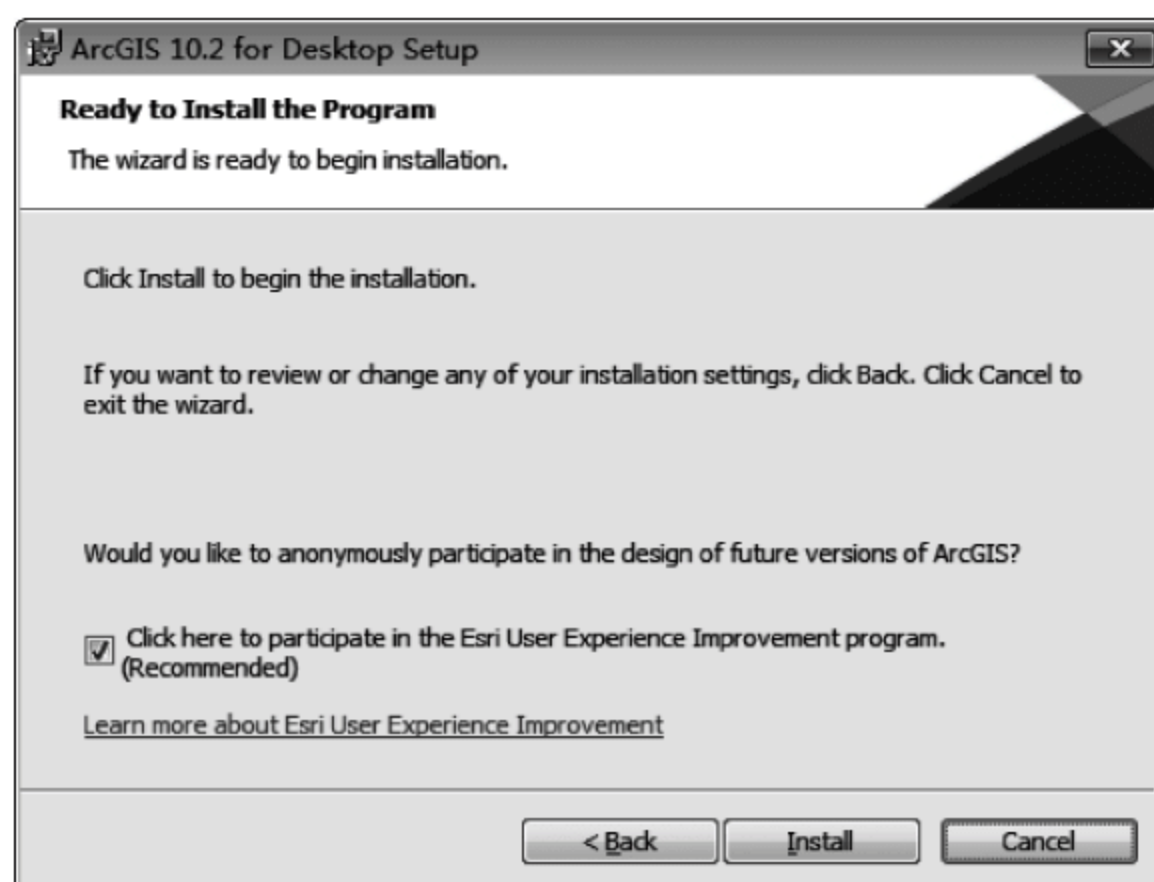 ArcGIS 10.2 for Desktop Setup
Ready to Install the Program
The wizard is ready to begin installation.
Click Install to begin the installation.
If you want to review or change any of your installation settings, click Back. Click Cancel to
exit the wizard.
Would you like to anonymously participate in the design of future versions of ArcGIS?
Click here to participate in the Esri User Experience Improvement program.
(Recommended)
Learn more about Esri User Experience Improvement
< Back Install Cancel